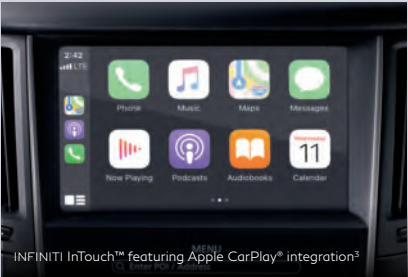 2:42
LTE
Phone Music Maps Messages
Wednesday
11
Now Playing Podcasts Audiobooks Calendar
MENU
Enter POI / Address
INFINITI InTouch™ featuring Apple CarPlay® integration³